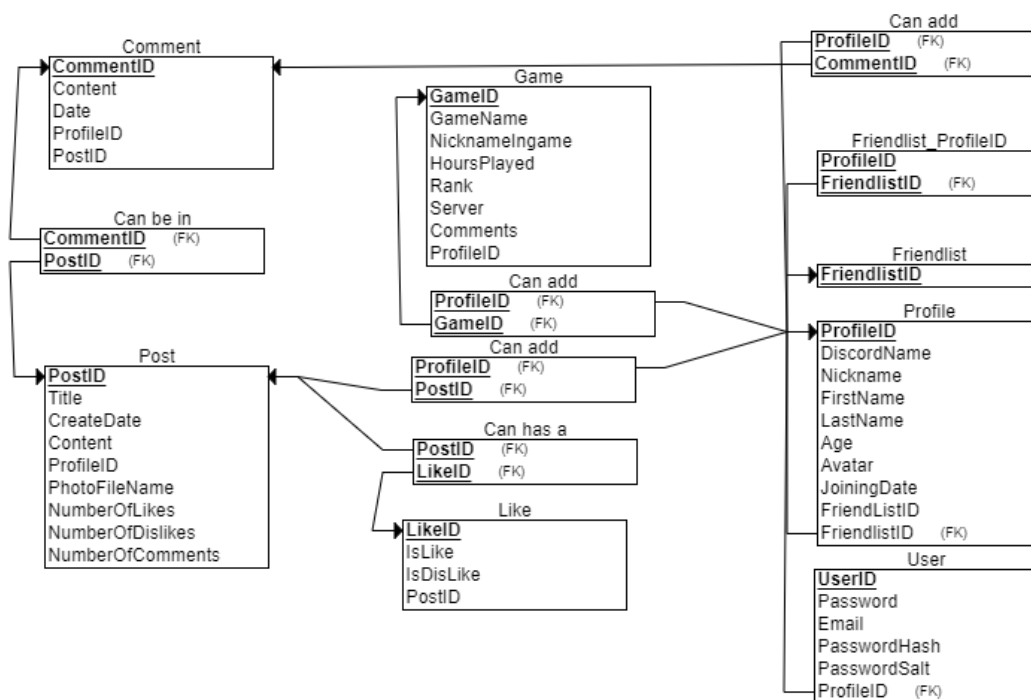 Comment
CommentID
Content
Date
ProfileID
PostID
Can be in
CommentID (FK)
PostID (FK)
Post
PostID
Title
CreateDate
Content
ProfileID
PhotoFileName
NumberOfLikes
NumberOfDislikes
NumberOfComments
Game
GameID
GameName
NicknameIngame
HoursPlayed
Rank
Server
Comments
ProfileID
Can add
ProfileID (FK)
GameID (FK)
Can add
ProfileID (FK)
PostID (FK)
Can has a
PostID (FK)
LikeID (FK)
Like
LikeID
IsLike
IsDisLike
PostID
Can add
ProfileID (FK)
CommentID (FK)
Friendlist_ProfileID
ProfileID
FriendlistID (FK)
Friendlist
FriendlistID
Profile
ProfileID
DiscordName
Nickname
FirstName
LastName
Age
Avatar
JoiningDate
FriendListID
FriendlistID (FK)
User
UserID
Password
Email
PasswordHash
PasswordSalt
ProfileID (FK)